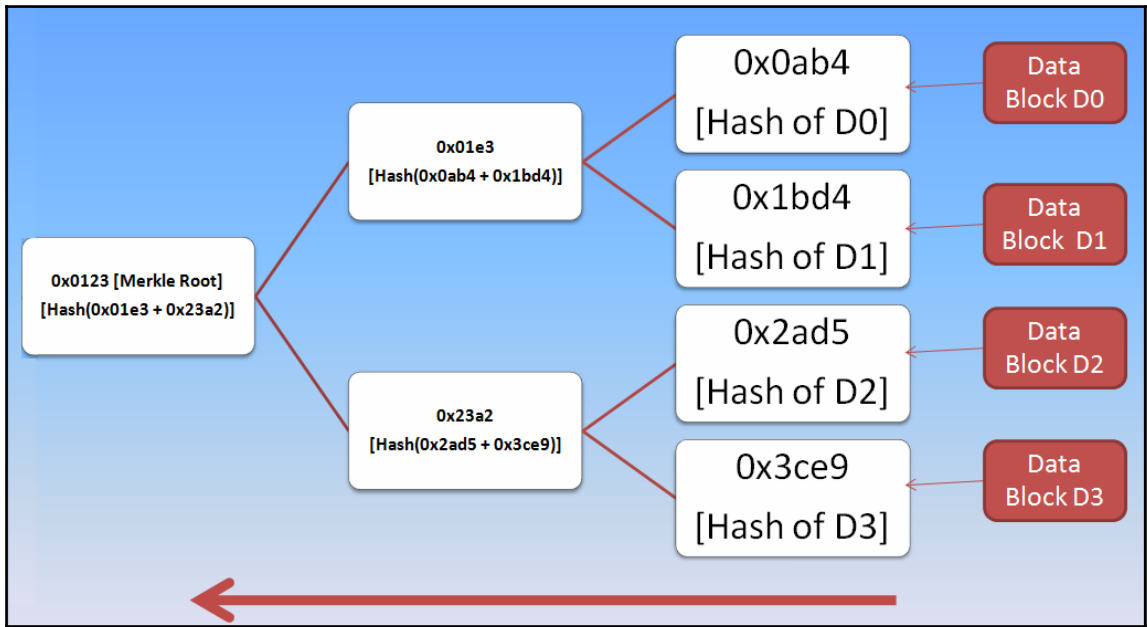 0x0123 [Merkle Root]
[Hash(0x01e3 + 0x23a2)]
0x01e3
[Hash(0x0ab4 + 0x1bd4)]
0x23a2
[Hash(0x2ad5 + 0x3ce9)]
0x0ab4
[Hash of D0]
0x1bd4
[Hash of D1]
0x2ad5
[Hash of D2]
0x3ce9
[Hash of D3]
Data
Block D0
Data
Block D1
Data
Block D2
Data
Block D3